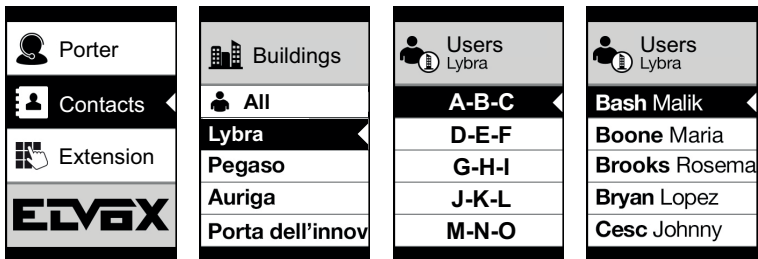 Porter
Contacts
Extension
ELVOX
Buildings
All
Lybra
Pegaso
Auriga
Porta dell'innov
Users
Lybra
A-B-C
D-E-F
G-H-I
J-K-L
M-N-O
Users
Lybra
Bash Malik
Boone Maria
Brooks Rosema
Bryan Lopez
Cesc Johnny